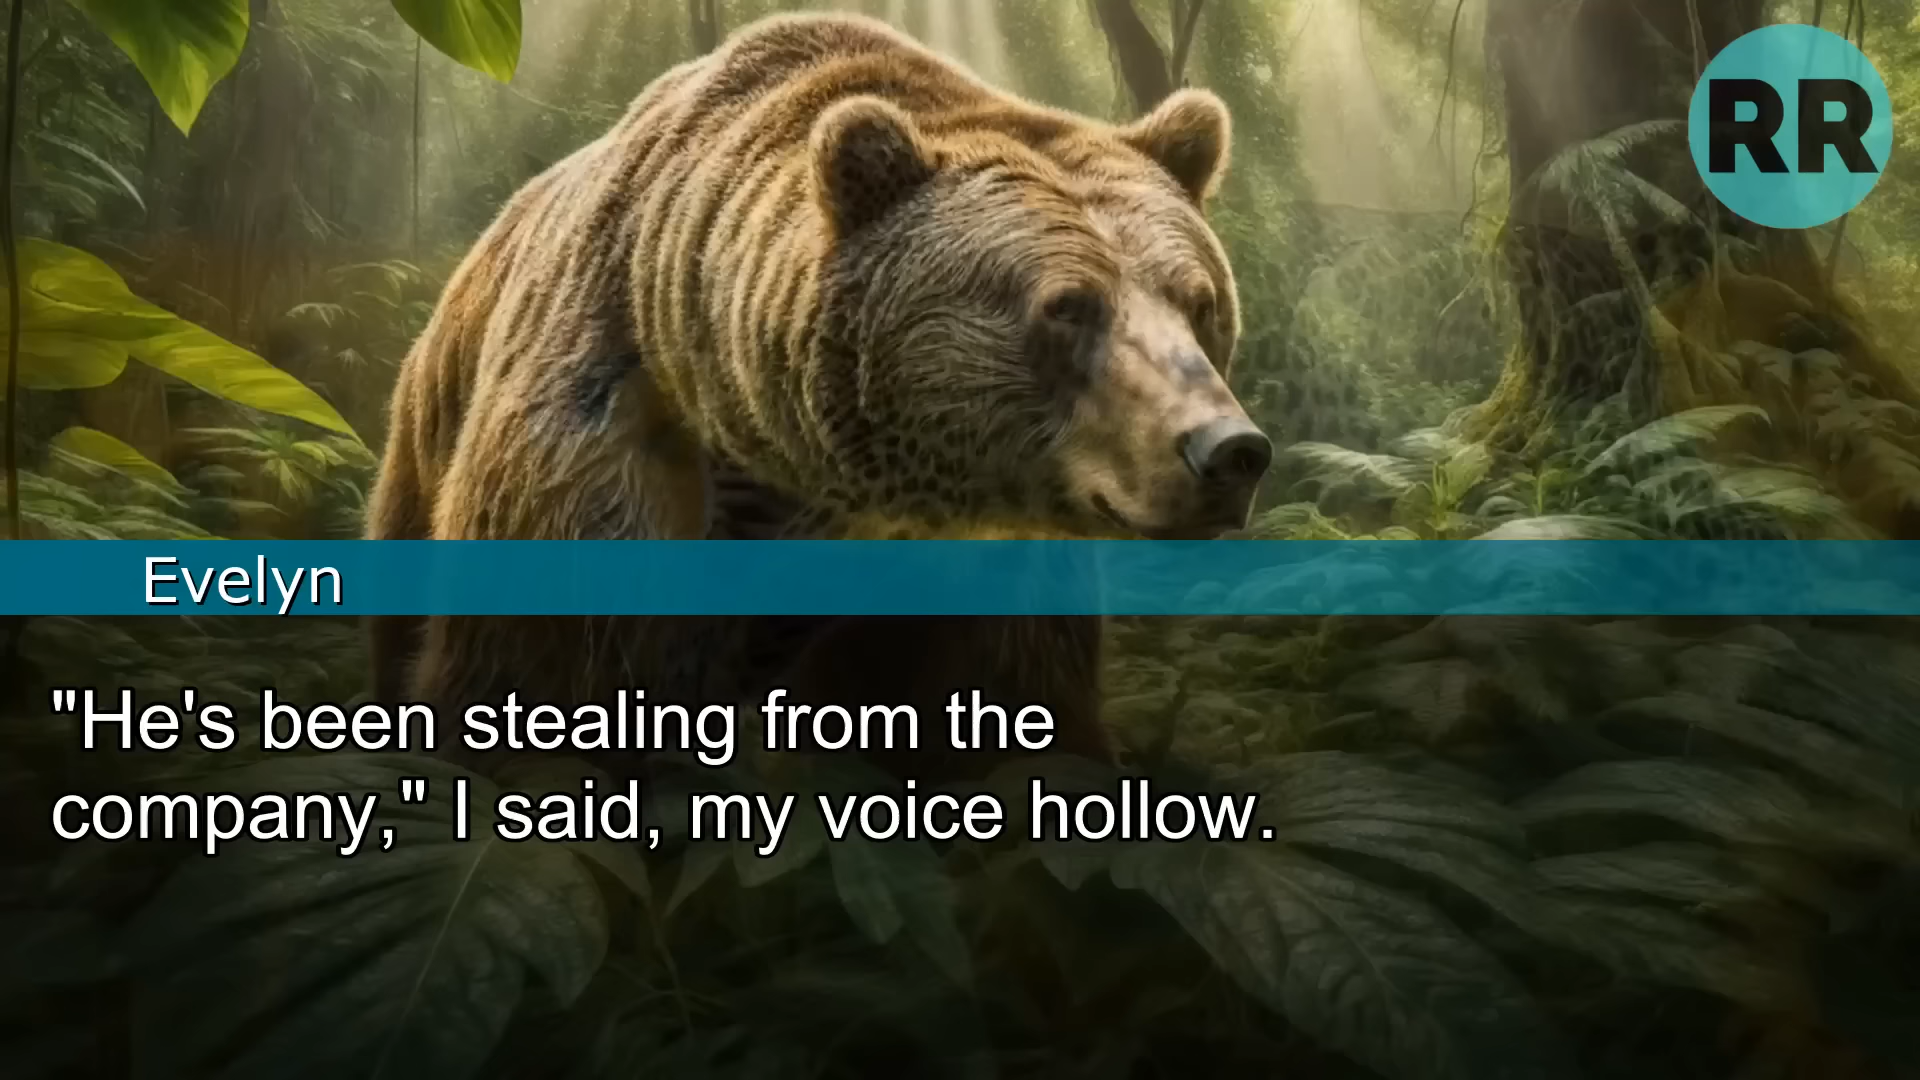 RR
Evelyn
"He's been stealing from the
company," I said, my voice hollow.